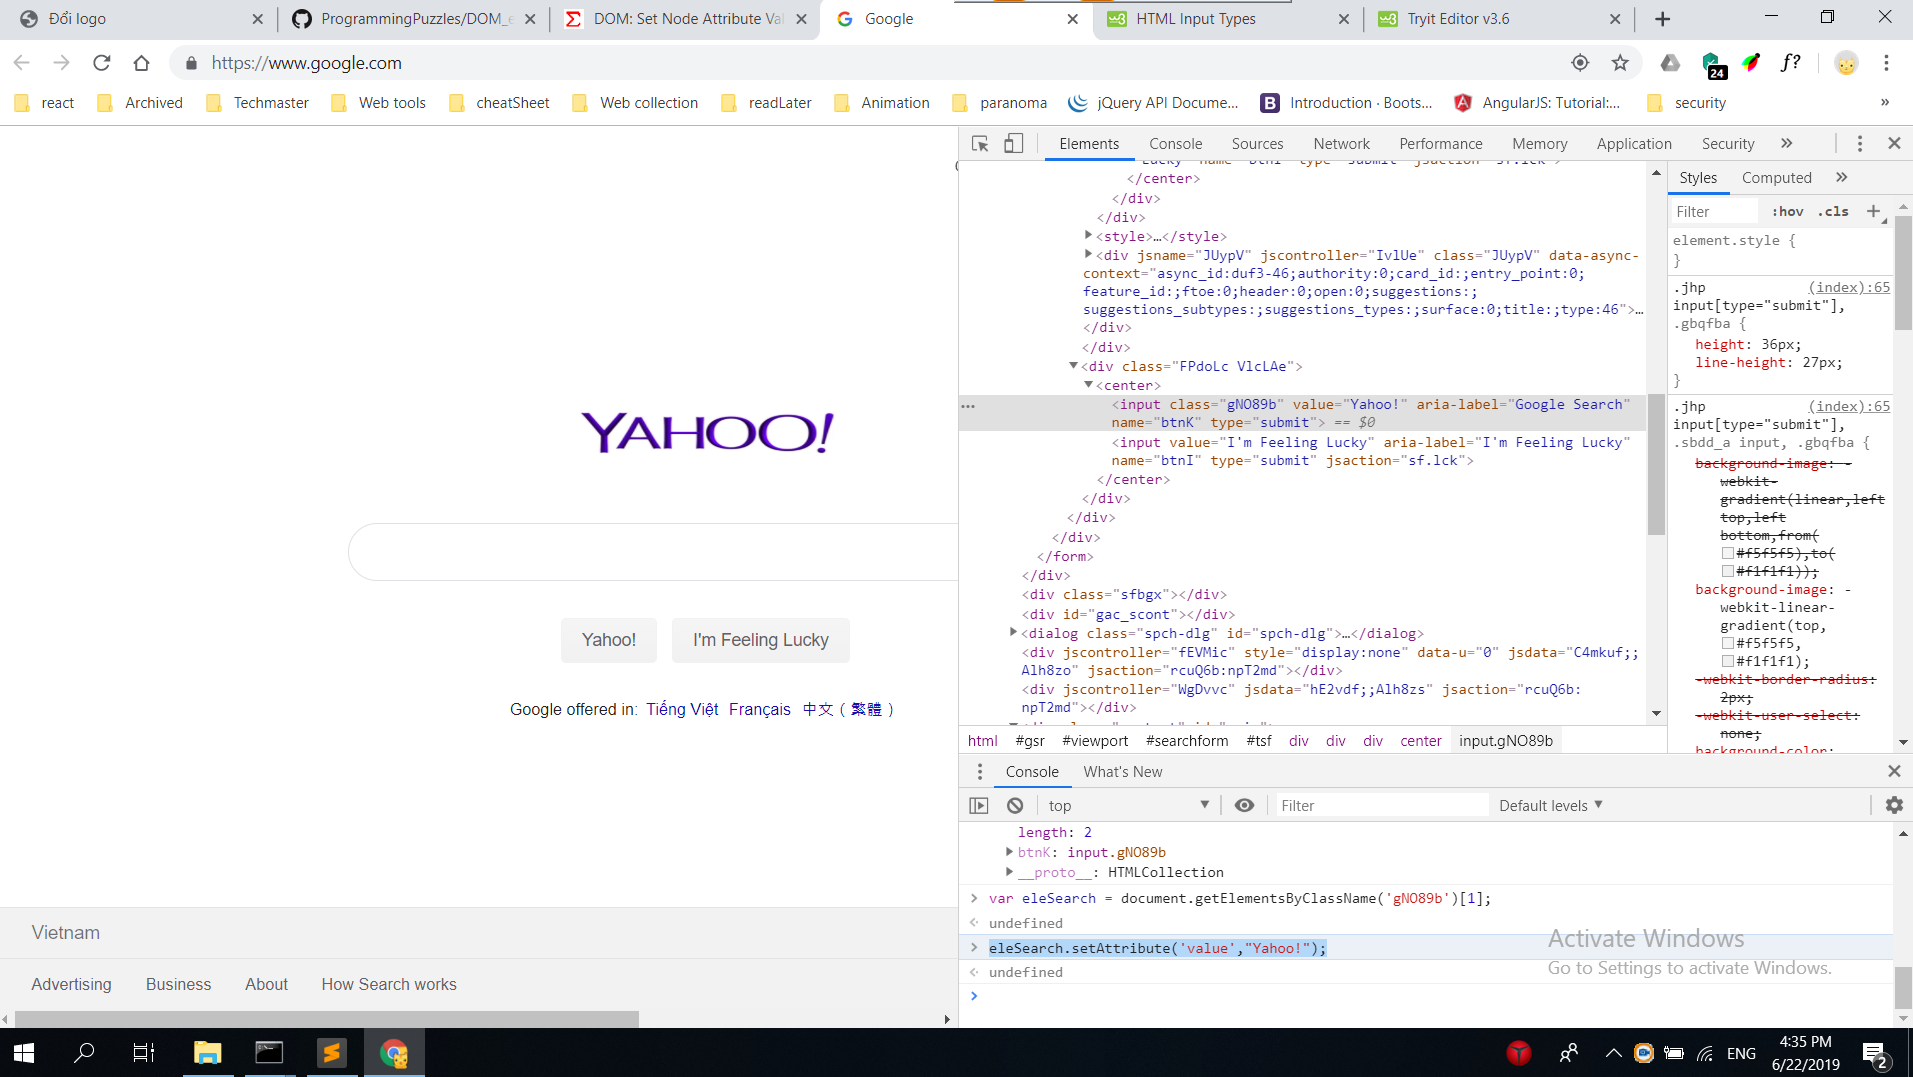 Đổi logo
ProgrammingPuzzles/DOM_e
DOM: Set Node Attribute Val
Google
HTML Input Types
Tryit Editor v3.6
https://www.google.com
24
f?
react
Archived
Techmaster
Web tools
cheatSheet
Web collection
readLater
Animation
paranoma
jQuery API Docume...
Introduction · Boots...
AngularJS: Tutorial:...
security
»
YAHOO!
Yahoo!
I'm Feeling Lucky
Google offered in: Tiếng Việt Français 中文 ( 繁體 )
Vietnam
Advertising
Business
About
How Search works
Elements
Console
Sources
Network
Performance
Memory
Application
Security
»
Lucky" name="btnI" type="submit" jsaction="sf.lck">
</center>
</div>
</div>
<style>…</style>
<div jsname="JUypV" jscontroller="IvlUe" class="JUypV" data-async-
context="async_id:duf3-46;authority:0;card_id:;entry_point:0;
feature_id:;ftoe:0;header:0;open:0;suggestions:;
suggestions_subtypes:;suggestions_types:;surface:0;title:;type:46">…
</div>
</div>
<div class="FPdoLc VlcLAe">
<center>
<input class="gNO89b" value="Yahoo!" aria-label="Google Search"
name="btnK" type="submit"> == $0
<input value="I'm Feeling Lucky" aria-label="I'm Feeling Lucky"
name="btnI" type="submit" jsaction="sf.lck">
</center>
</div>
</div>
</div>
</form>
</div>
<div class="sfbgx"></div>
<div id="gac_scont"></div>
<dialog class="spch-dlg" id="spch-dlg">…</dialog>
<div jscontroller="fEVMic" style="display:none" data-u="0" jsdata="C4mkuf;;
Alh8zo" jsaction="rcuQ6b:npT2md"></div>
<div jscontroller="WgDvvc" jsdata="hE2vdf;;Alh8zs" jsaction="rcuQ6b:
npT2md"></div>
html #gsr #viewport #searchform #tsf div div div center input.gNO89b
Styles
Computed
»
Filter
:hov .cls +
element.style {
}
.jhp (index):65
input[type="submit"],
.gbqfba {
height: 36px;
line-height: 27px;
}
.jhp (index):65
input[type="submit"],
.sbdd_a input, .gbqfba {
background-image: -
webkit-
gradient(linear,left
top,left
bottom,from(
#f5f5f5),to(
#f1f1f1));
background-image: -
webkit-linear-
gradient(top,
#f5f5f5,
#f1f1f1);
-webkit-border-radius:
2px;
-webkit-user-select:
none;
background-color:
Console
What's New
top
Filter
Default levels
length: 2
btnK: input.gNO89b
__proto__: HTMLCollection
var eleSearch = document.getElementsByClassName('gNO89b')[1];
undefined
eleSearch.setAttribute('value',"Yahoo!");
undefined
Activate Windows
Go to Settings to activate Windows.
ENG
4:35 PM
6/22/2019
2